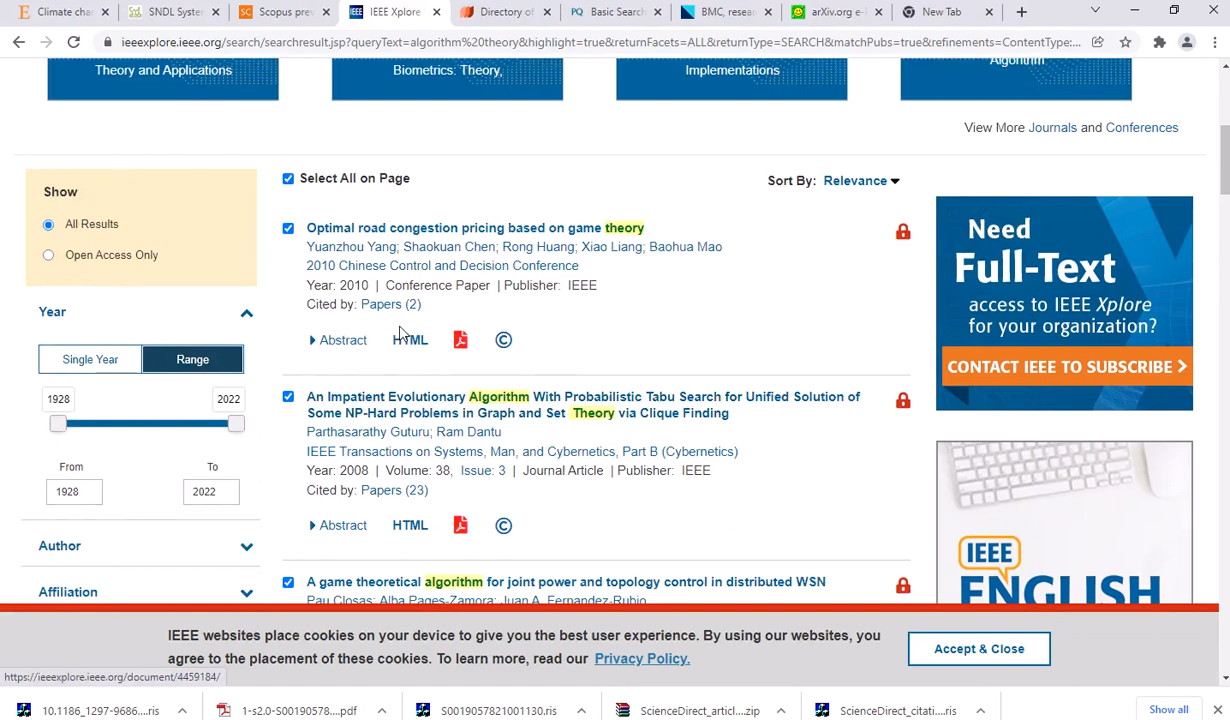 Climate char
SNDL System
Scopus prev
IEEE Xplore
Directory of
Basic Search
BMC, resear
arXiv.org e-
New Tab
ieeexplore.ieee.org/search/searchresult.jsp?queryText=algorithm%20theory&highlight=true&returnFacets=ALL&returnType=SEARCH&matchPubs=true&refinements=ContentType:...
Theory and Applications
Biometrics: Theory,
Implementations
Algorithm
View More Journals and Conferences
Show
All Results
Open Access Only
Year
Single Year
Range
1928
2022
From
To
1928
2022
Author
Affiliation
Select All on Page
Sort By: Relevance
Optimal road congestion pricing based on game theory
Yuanzhou Yang; Shaokuan Chen; Rong Huang; Xiao Liang; Baohua Mao
2010 Chinese Control and Decision Conference
Year: 2010 | Conference Paper | Publisher: IEEE
Cited by: Papers (2)
Abstract
HTML
An Impatient Evolutionary Algorithm With Probabilistic Tabu Search for Unified Solution of
Some NP-Hard Problems in Graph and Set Theory via Clique Finding
Parthasarathy Guturu; Ram Dantu
IEEE Transactions on Systems, Man, and Cybernetics, Part B (Cybernetics)
Year: 2008 | Volume: 38, Issue: 3 | Journal Article | Publisher: IEEE
Cited by: Papers (23)
Abstract
HTML
A game theoretical algorithm for joint power and topology control in distributed WSN
Pau Closas; Alba Pages-Zamora; Juan A. Fernandez-Rubio
Need
Full-Text
access to IEEE Xplore
for your organization?
CONTACT IEEE TO SUBSCRIBE
IEEE
ENGLISH
IEEE websites place cookies on your device to give you the best user experience. By using our websites, you
agree to the placement of these cookies. To learn more, read our Privacy Policy.
Accept & Close
https://ieeexplore.ieee.org/document/4459184/
10.1186_1297-9686....ris
1-s2.0-S00190578....pdf
S0019057821001130.ris
ScienceDirect_articl....zip
ScienceDirect_citati....ris
Show all